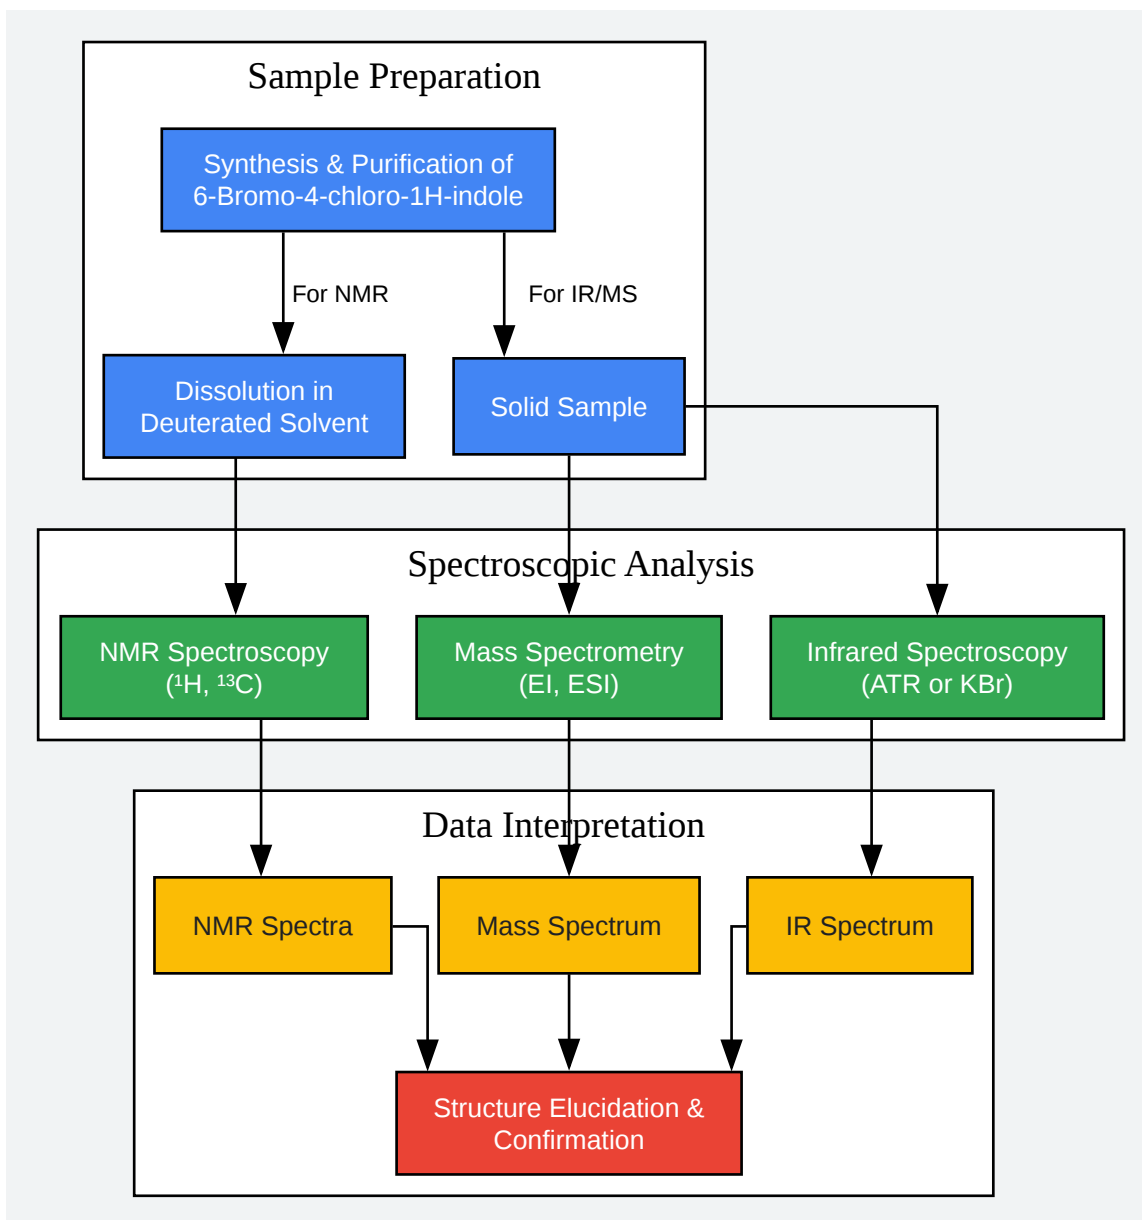 Sample Preparation
Synthesis & Purification of
6-Bromo-4-chloro-1H-indole
For NMR
For IR/MS
Dissolution in
Deuterated Solvent
Solid Sample
Spectroscopic Analysis
NMR Spectroscopy
(¹H, ¹³C)
Mass Spectrometry
(EI, ESI)
Infrared Spectroscopy
(ATR or KBr)
Data Interpretation
NMR Spectra
Mass Spectrum
IR Spectrum
Structure Elucidation &
Confirmation